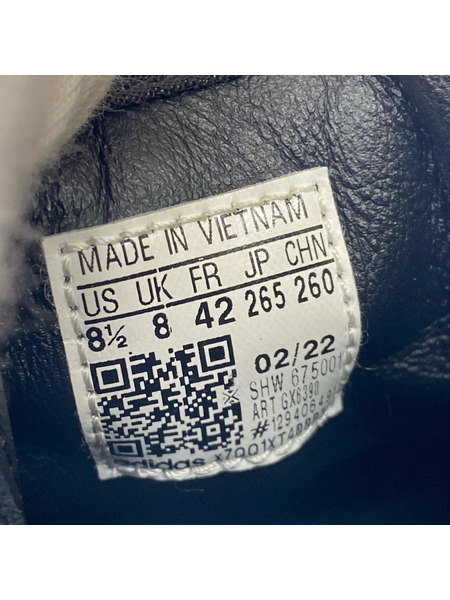 MADE IN VIETNAM
US UK FR JP CHN
8½ 8 42 265 260
02/22
SHW 675001
ART GX6390
adidas